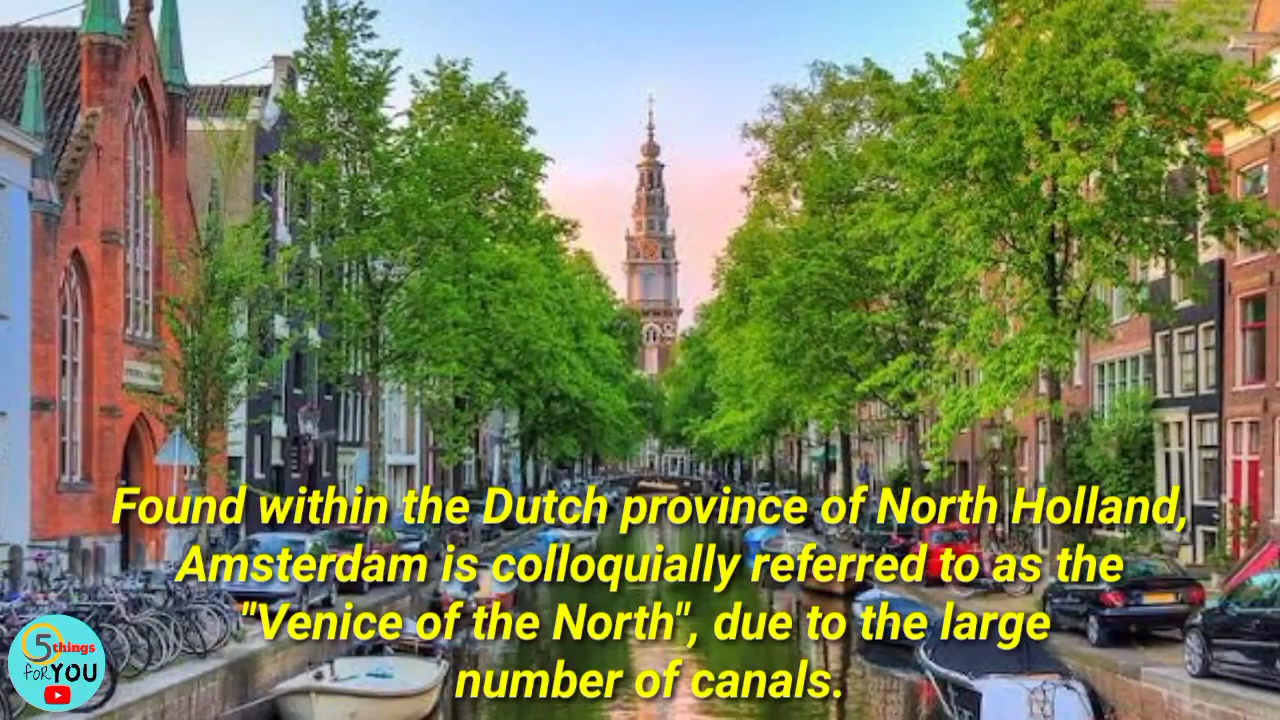 Found within the Dutch province of North Holland,
Amsterdam is colloquially referred to as the
"Venice of the North", due to the large
number of canals.
5 things
for YOU